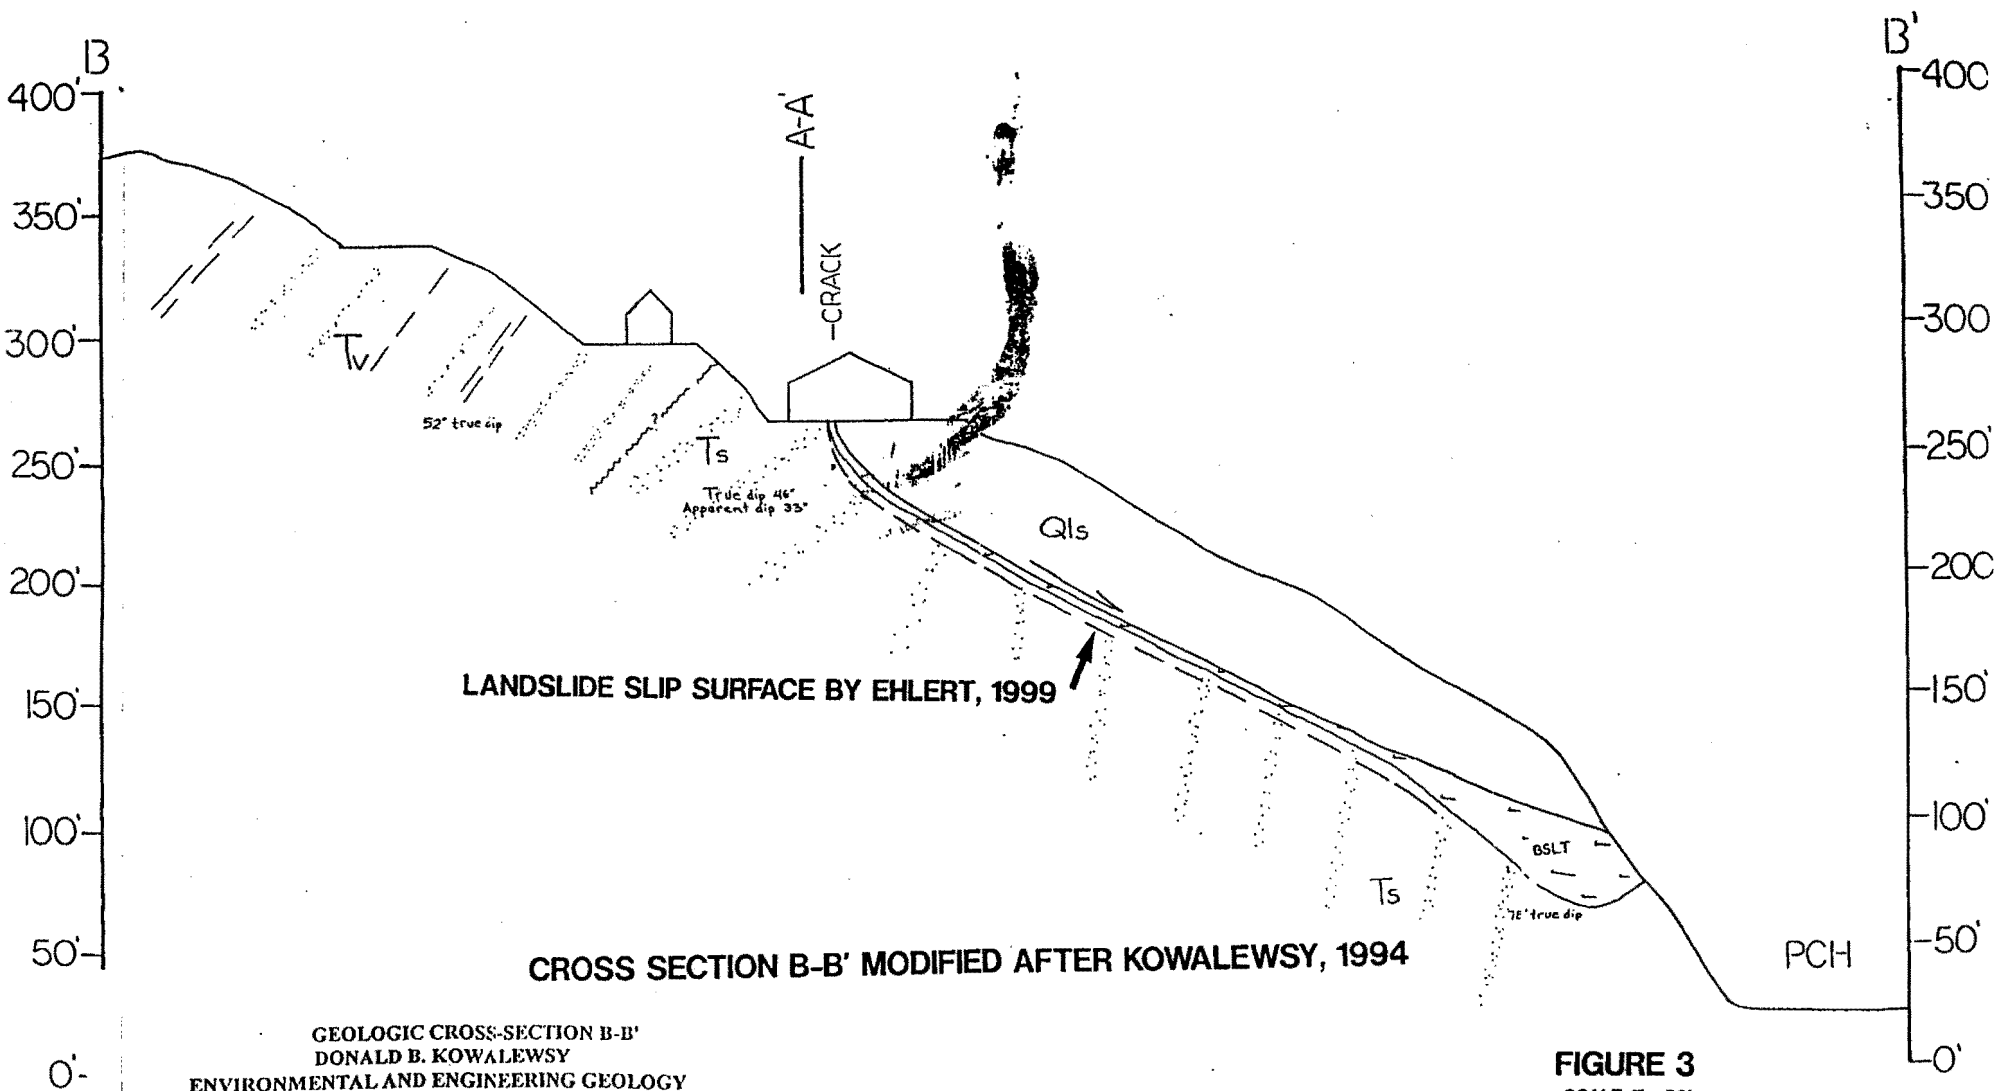 B
B'
400'
350'
300'
250'
200'
150'
100'
50'
0'
A-A'
CRACK
Tv
52° true dip
?
Ts
True dip 46°
Apparent dip 33°
Qls
LANDSLIDE SLIP SURFACE BY EHLERT, 1999
BSLT
Ts
78° true dip
PCH
CROSS SECTION B-B' MODIFIED AFTER KOWALEWSY, 1994
GEOLOGIC CROSS-SECTION B-B'
DONALD B. KOWALEWSY
ENVIRONMENTAL AND ENGINEERING GEOLOGY
FIGURE 3
400
350
300
250'
200
150'
100'
50'
0'